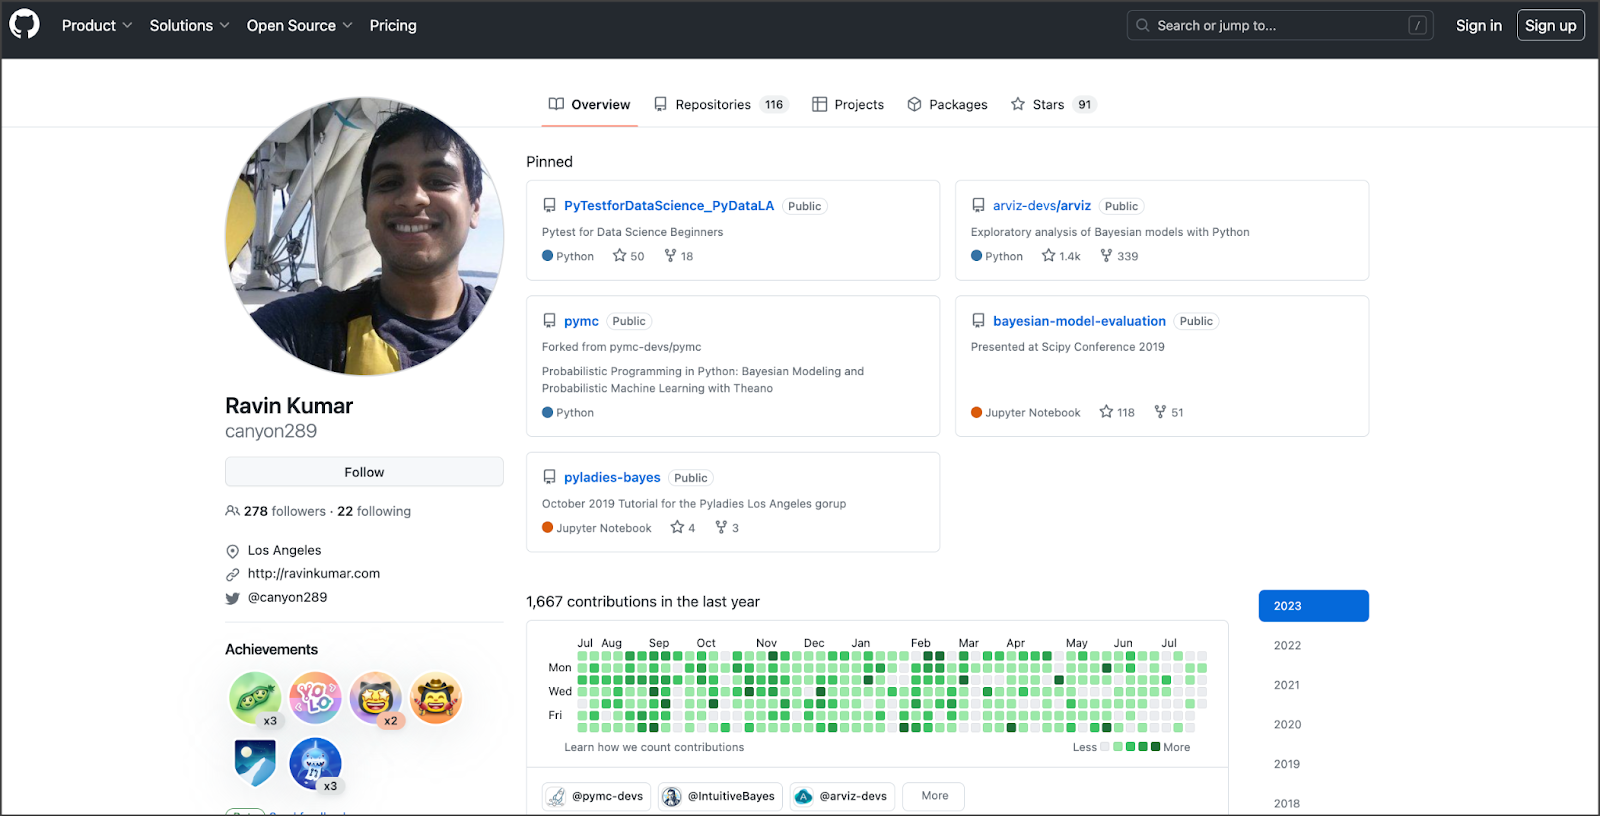 Product Solutions Open Source Pricing Search or jump to... / Sign in Sign up
Overview Repositories 116 Projects Packages Stars 91
Ravin Kumar
canyon289
Follow
278 followers · 22 following
Los Angeles
http://ravinkumar.com
@canyon289
Achievements
x3
YOLO
x2
x3
Pinned
PyTestforDataScience_PyDataLA Public
Pytest for Data Science Beginners
Python 50 18
arviz-devs/arviz Public
Exploratory analysis of Bayesian models with Python
Python 1.4k 339
pymc Public
Forked from pymc-devs/pymc
Probabilistic Programming in Python: Bayesian Modeling and
Probabilistic Machine Learning with Theano
Python
bayesian-model-evaluation Public
Presented at Scipy Conference 2019
Jupyter Notebook 118 51
pyladies-bayes Public
October 2019 Tutorial for the Pyladies Los Angeles gorup
Jupyter Notebook 4 3
1,667 contributions in the last year
Jul Aug Sep Oct Nov Dec Jan Feb Mar Apr May Jun Jul
Mon
Wed
Fri
Learn how we count contributions Less More
@pymc-devs @IntuitiveBayes @arviz-devs More
2023
2022
2021
2020
2019
2018